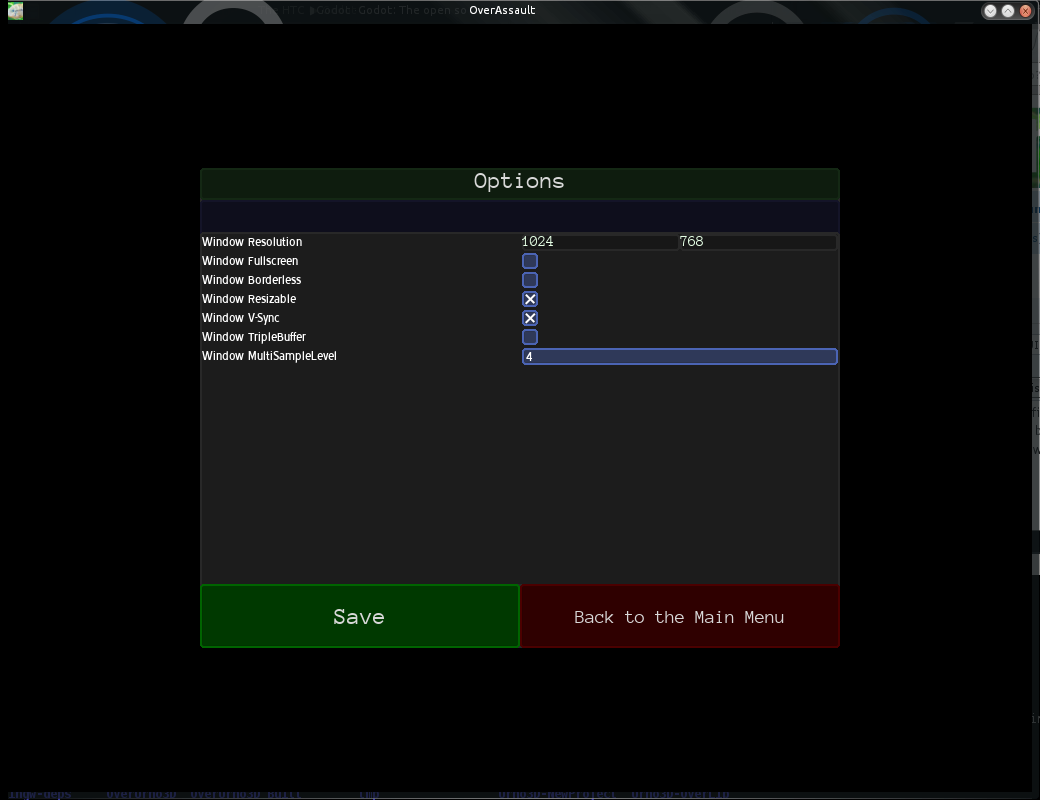 OverAssault
Options
Window Resolution 1024 768
Window Fullscreen
Window Borderless
Window Resizable
Window V-Sync
Window TripleBuffer
Window MultiSampleLevel 4
Save Back to the Main Menu